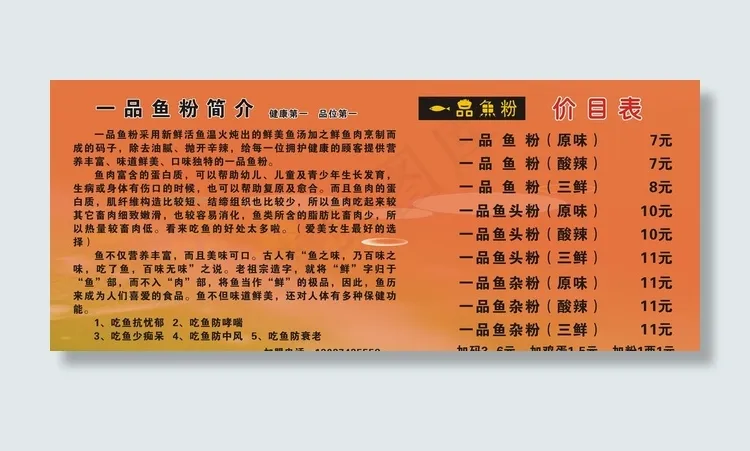 一品鱼粉简介 健康第一 品位第一
一品鱼粉采用新鲜活鱼温火炖出的鲜美鱼汤加之鲜鱼肉烹制而
成的码子，除去油腻、抛开辛辣，给每一位拥护健康的顾客提供营
养丰富、味道鲜美、口味独特的一品鱼粉。
鱼肉富含的蛋白质，可以帮助幼儿、儿童及青少年生长发育，
生病或身体有伤口的时候，也可以帮助复原及愈合。而且鱼肉的蛋
白质，肌纤维构造比较短、结缔组织也比较少，所以鱼肉吃起来较
其它畜肉细致嫩滑，也较容易消化，鱼类所含的脂肪比畜肉少，所
以热量较畜肉低。看来吃鱼的好处太多啦。（爱美女生最好的选
择）
鱼不仅营养丰富，而且美味可口。古人有“鱼之味，乃百味之
味，吃了鱼，百味无味”之说。老祖宗造字，就将“鲜”字归于
“鱼”部，而不入“肉”部，将鱼当作“鲜”的极品，因此，鱼历
来成为人们喜爱的食品。鱼不但味道鲜美，还对人体有多种保健功
能。
1、吃鱼抗忧郁 2、吃鱼防哮喘
3、吃鱼少痴呆 4、吃鱼防中风 5、吃鱼防衰老
一品魚粉 价目表
一品鱼粉（原味） 7元
一品鱼粉（酸辣） 7元
一品鱼粉（三鲜） 8元
一品鱼头粉（原味） 10元
一品鱼头粉（酸辣） 10元
一品鱼头粉（三鲜） 11元
一品鱼杂粉（原味） 11元
一品鱼杂粉（酸辣） 11元
一品鱼杂粉（三鲜） 11元
加码3-6元 加鸡蛋1.5元 加粉1两1元